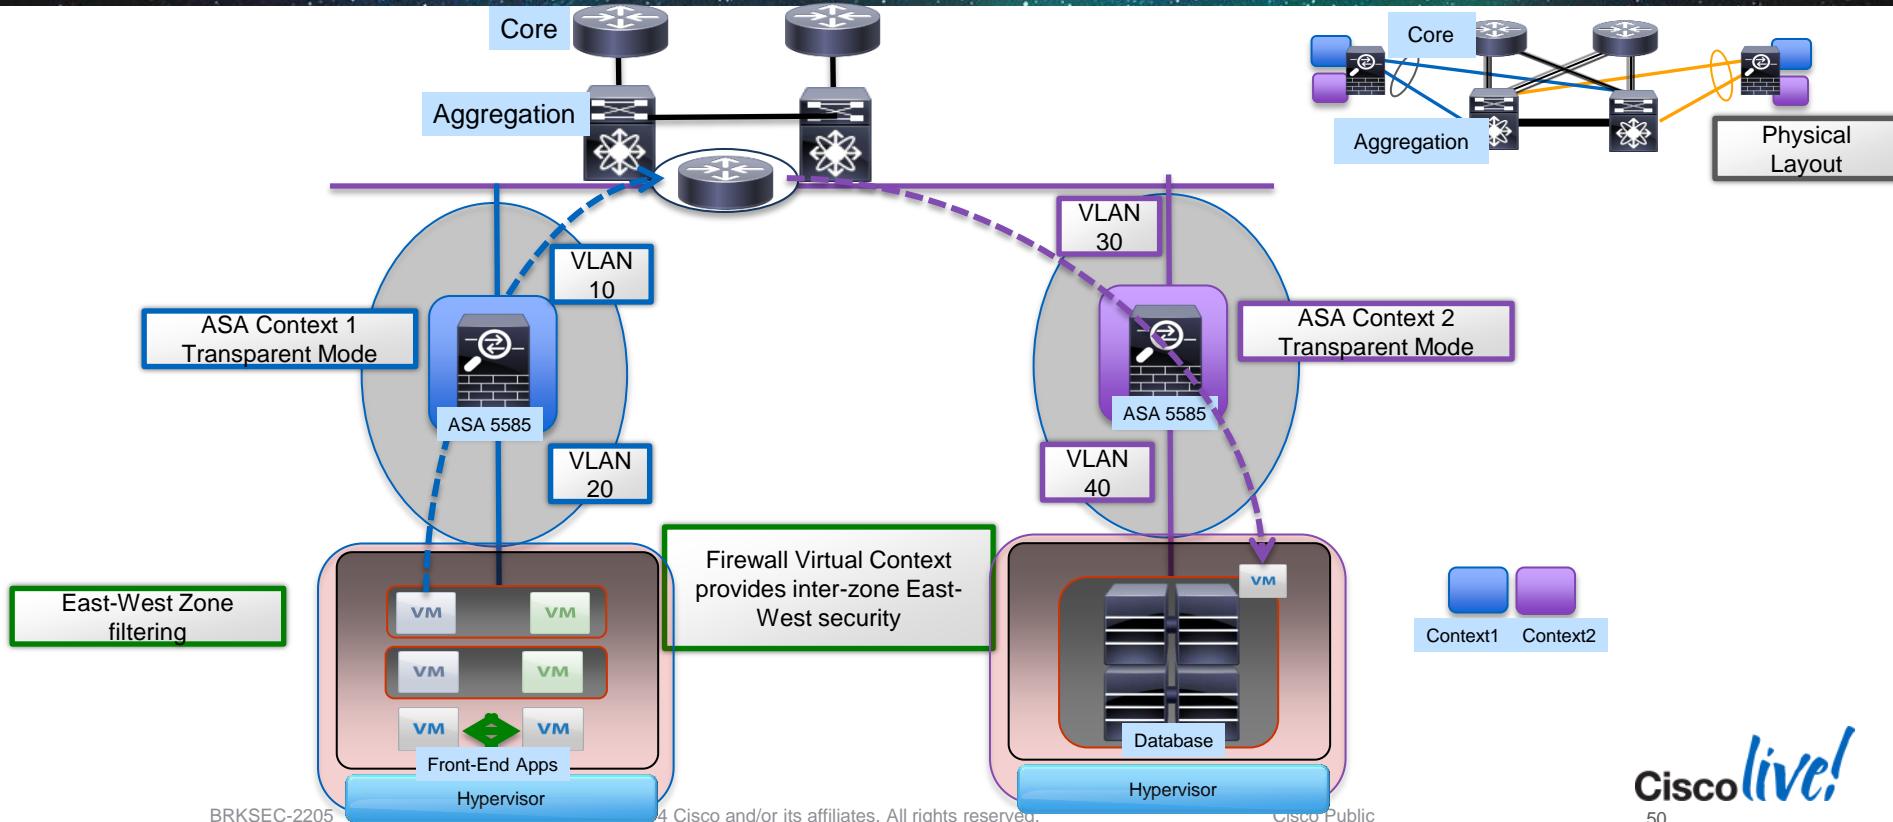 Core
Aggregation
Core
Aggregation
Physical
Layout
VLAN
10
VLAN
30
ASA Context 1
Transparent Mode
ASA Context 2
Transparent Mode
ASA 5585
ASA 5585
VLAN
20
VLAN
40
East-West Zone
filtering
Firewall Virtual Context
provides inter-zone East-
West security
VM
VM
VM
VM
VM
VM
VM
Front-End Apps
Hypervisor
Database
Hypervisor
Context1 Context2
BRKSEC-2205 4 Cisco and/or its affiliates. All rights reserved. Cisco Public
Cisco live!
50